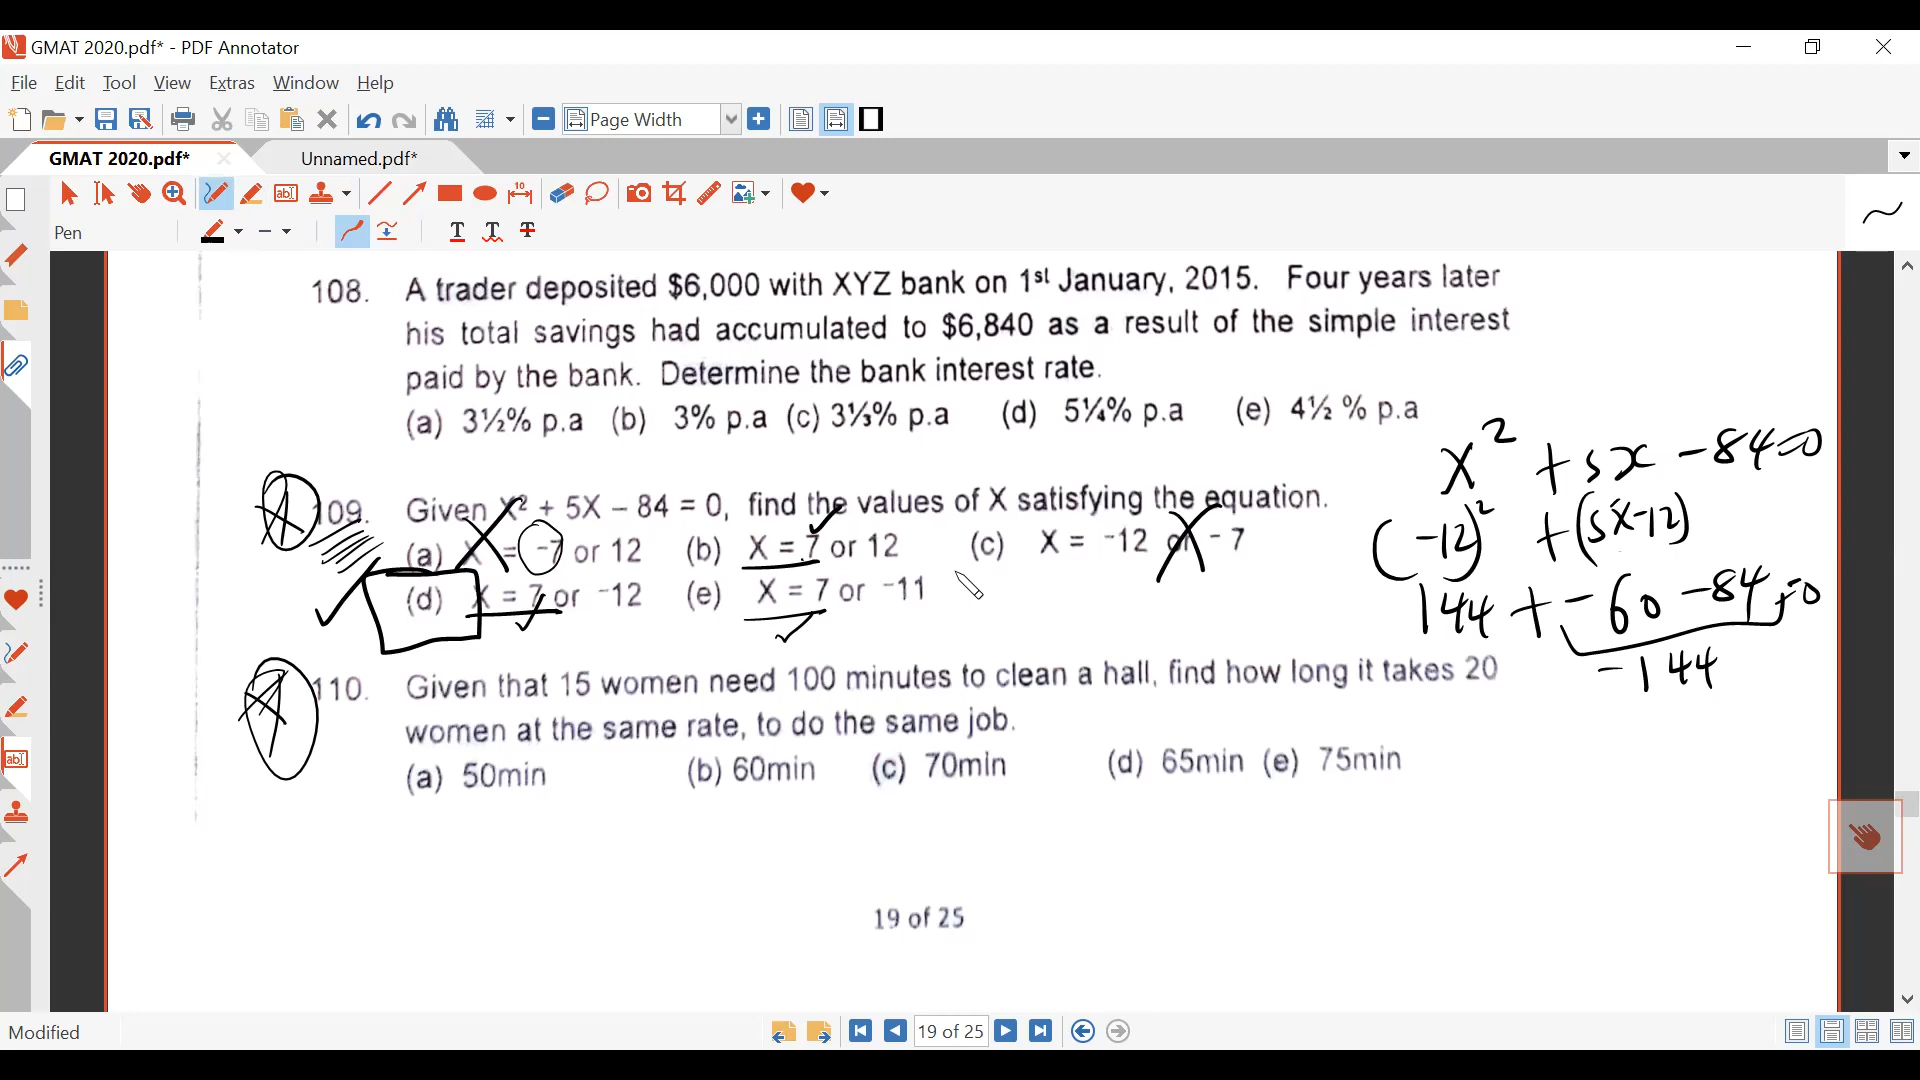 GMAT 2020.pdf* - PDF Annotator
File Edit Tool View Extras Window Help
Page Width
GMAT 2020.pdf* Unnamed.pdf*
Pen
108. A trader deposited $6,000 with XYZ bank on 1st January, 2015. Four years later
his total savings had accumulated to $6,840 as a result of the simple interest
paid by the bank. Determine the bank interest rate.
(a) 3½% p.a (b) 3% p.a (c) 3⅓% p.a (d) 5¼% p.a (e) 4½ % p.a
109. Given X² + 5X – 84 = 0, find the values of X satisfying the equation.
(a) X = ⁻7 or 12 (b) X = 7 or 12 (c) X = ⁻12 or ⁻7
(d) X = 7 or ⁻12 (e) X = 7 or ⁻11
x² + 5x - 84 = 0
(-12)² + (5x-12)
144 + -60 -84 = 0
-144
110. Given that 15 women need 100 minutes to clean a hall, find how long it takes 20
women at the same rate, to do the same job.
(a) 50min (b) 60min (c) 70min (d) 65min (e) 75min
19 of 25
Modified
19 of 25